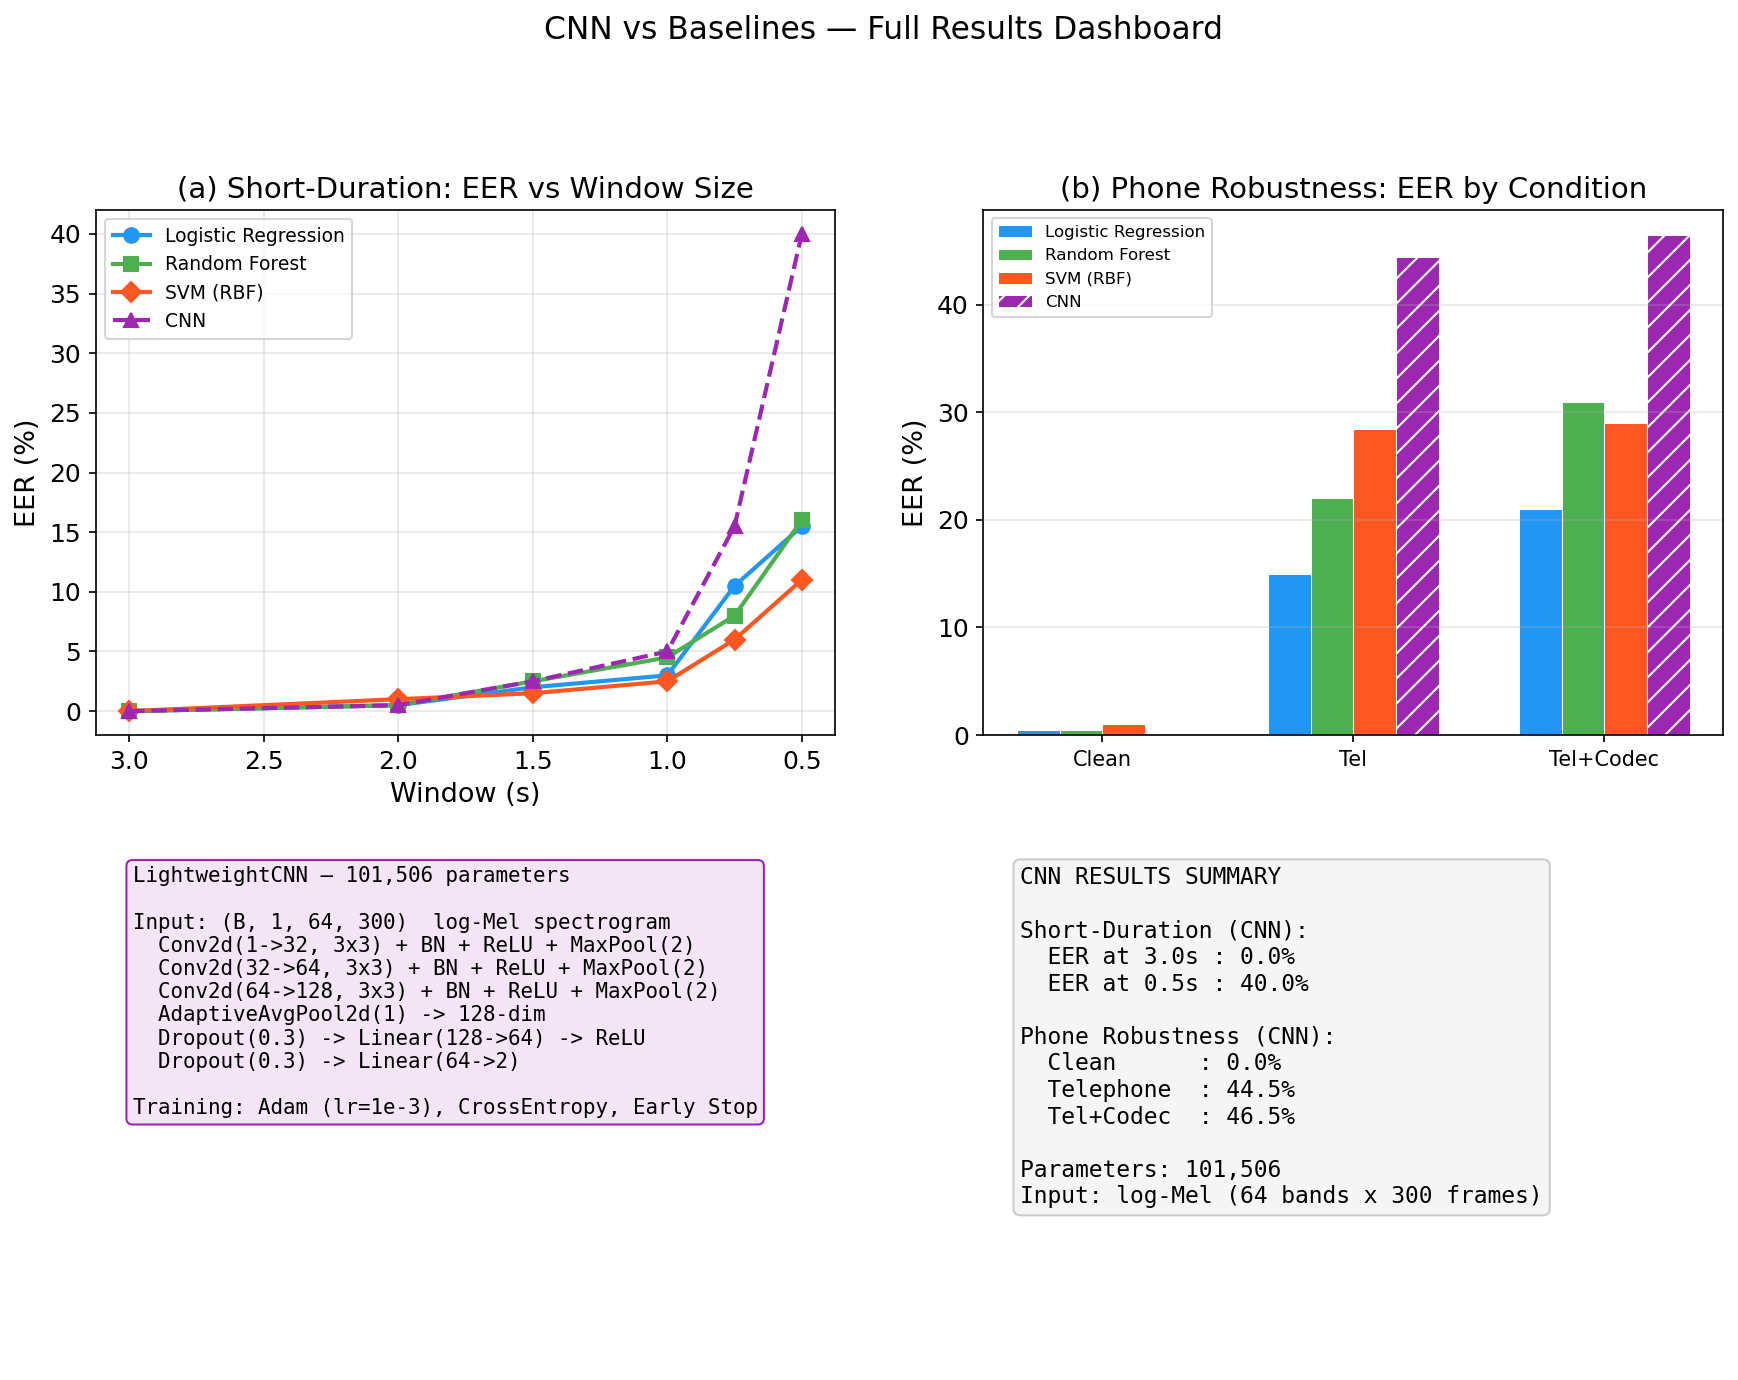 CNN vs Baselines — Full Results Dashboard
(a) Short-Duration: EER vs Window Size
Logistic Regression
Random Forest
SVM (RBF)
CNN
EER (%)
40
35
30
25
20
15
10
5
0
3.0 2.5 2.0 1.5 1.0 0.5
Window (s)
(b) Phone Robustness: EER by Condition
Logistic Regression
Random Forest
SVM (RBF)
CNN
EER (%)
40
30
20
10
0
Clean Tel Tel+Codec
LightweightCNN — 101,506 parameters
Input: (B, 1, 64, 300)  log-Mel spectrogram
Conv2d(1->32, 3x3) + BN + ReLU + MaxPool(2)
Conv2d(32->64, 3x3) + BN + ReLU + MaxPool(2)
Conv2d(64->128, 3x3) + BN + ReLU + MaxPool(2)
AdaptiveAvgPool2d(1) -> 128-dim
Dropout(0.3) -> Linear(128->64) -> ReLU
Dropout(0.3) -> Linear(64->2)
Training: Adam (lr=1e-3), CrossEntropy, Early Stop
CNN RESULTS SUMMARY
Short-Duration (CNN):
EER at 3.0s : 0.0%
EER at 0.5s : 40.0%
Phone Robustness (CNN):
Clean      : 0.0%
Telephone  : 44.5%
Tel+Codec  : 46.5%
Parameters: 101,506
Input: log-Mel (64 bands x 300 frames)